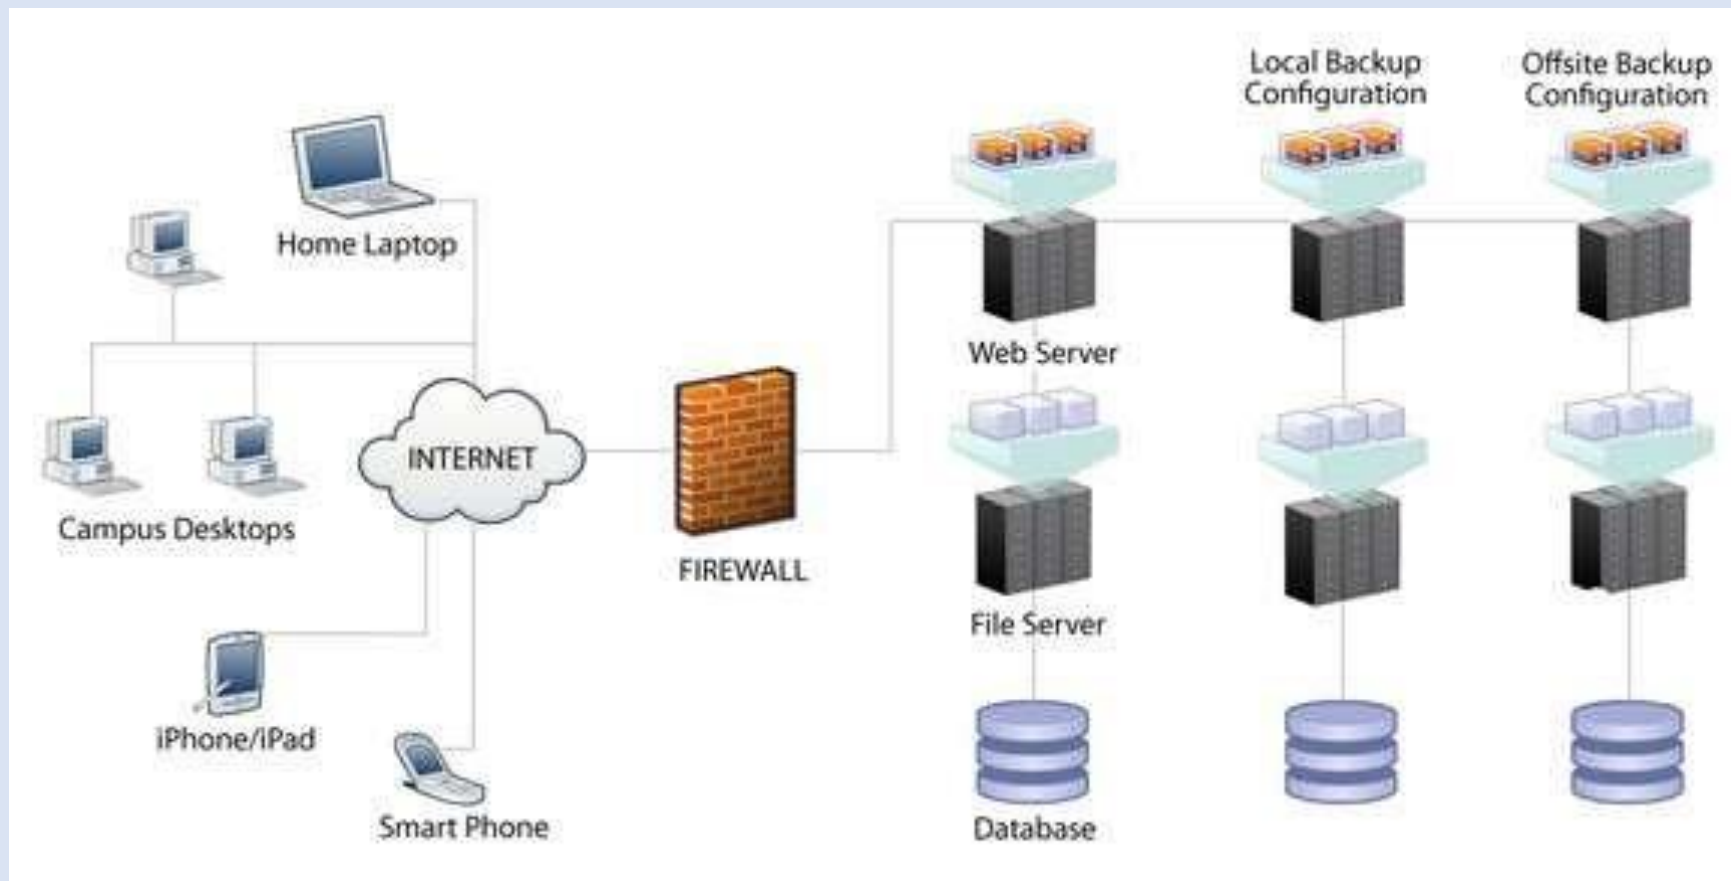 Local Backup
Configuration
Offsite Backup
Configuration
Home Laptop
Web Server
INTERNET
Campus Desktops
FIREWALL
File Server
iPhone/iPad
Smart Phone
Database